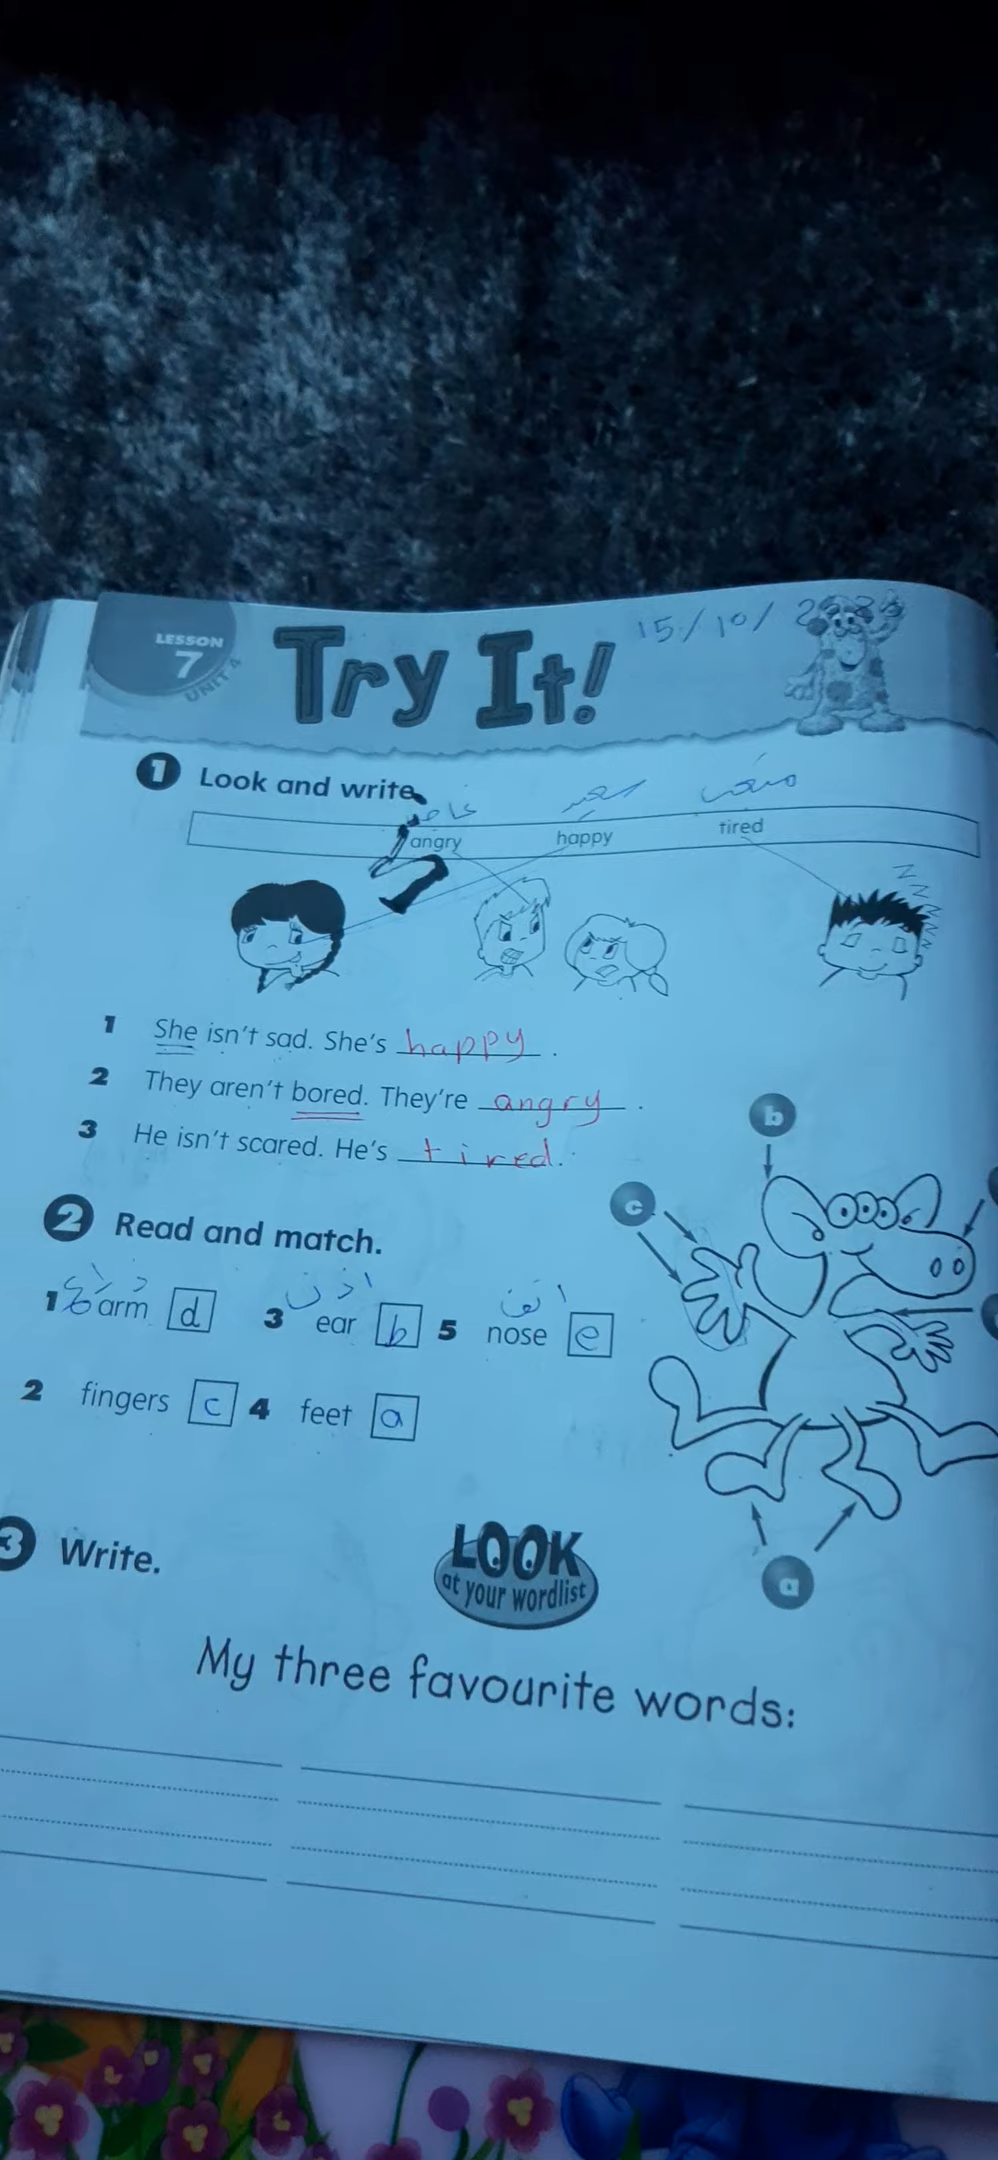 LESSON
7
UNIT 4
Try It!
15/10/
1 Look and write.
angry happy tired
1 She isn't sad. She's happy.
2 They aren't bored. They're angry.
3 He isn't scared. He's tired.
2 Read and match.
ذراع اذن انف
1 arm d 3 ear b 5 nose e
2 fingers c 4 feet a
b
c
a
3 Write.
LOOK
at your wordlist
My three favourite words: